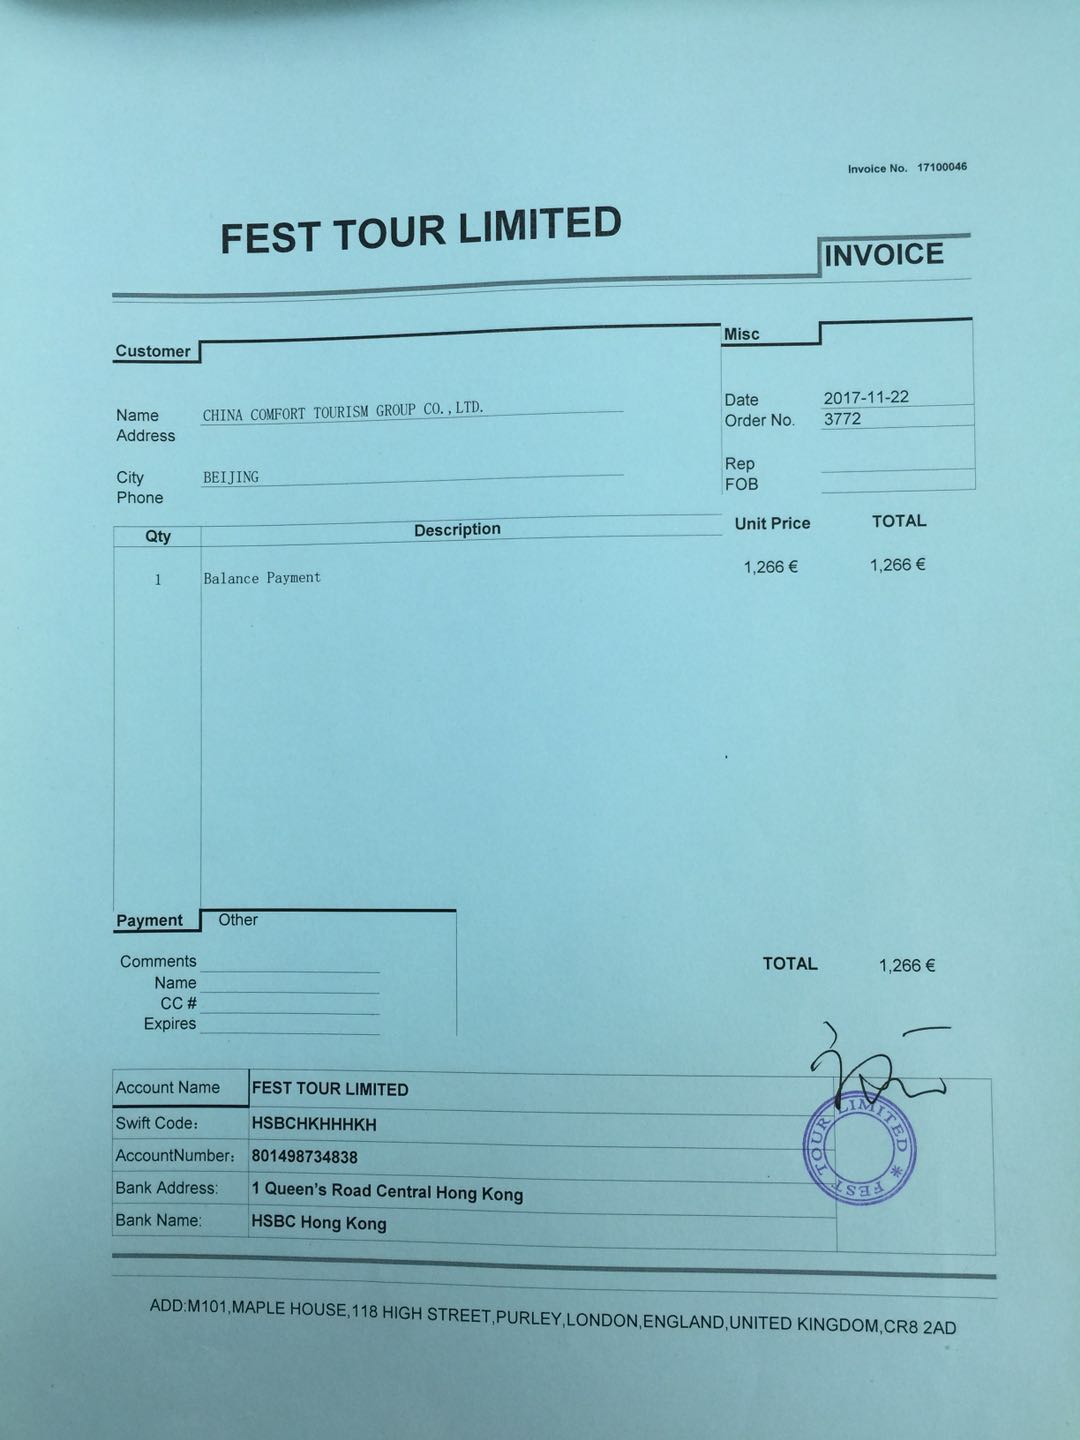 Invoice No. 17100046
FEST TOUR LIMITED
INVOICE
Customer
Misc
Name CHINA COMFORT TOURISM GROUP CO.,LTD.
Address
City BEIJING
Phone
Date 2017-11-22
Order No. 3772
Rep
FOB
Qty Description Unit Price TOTAL
1 Balance Payment 1,266 € 1,266 €
Payment Other
Comments
Name
CC #
Expires
TOTAL 1,266 €
Account Name FEST TOUR LIMITED
Swift Code: HSBCHKHHHKH
AccountNumber: 801498734838
Bank Address: 1 Queen's Road Central Hong Kong
Bank Name: HSBC Hong Kong
FEST TOUR LIMITED *
ADD:M101,MAPLE HOUSE,118 HIGH STREET,PURLEY,LONDON,ENGLAND,UNITED KINGDOM,CR8 2AD